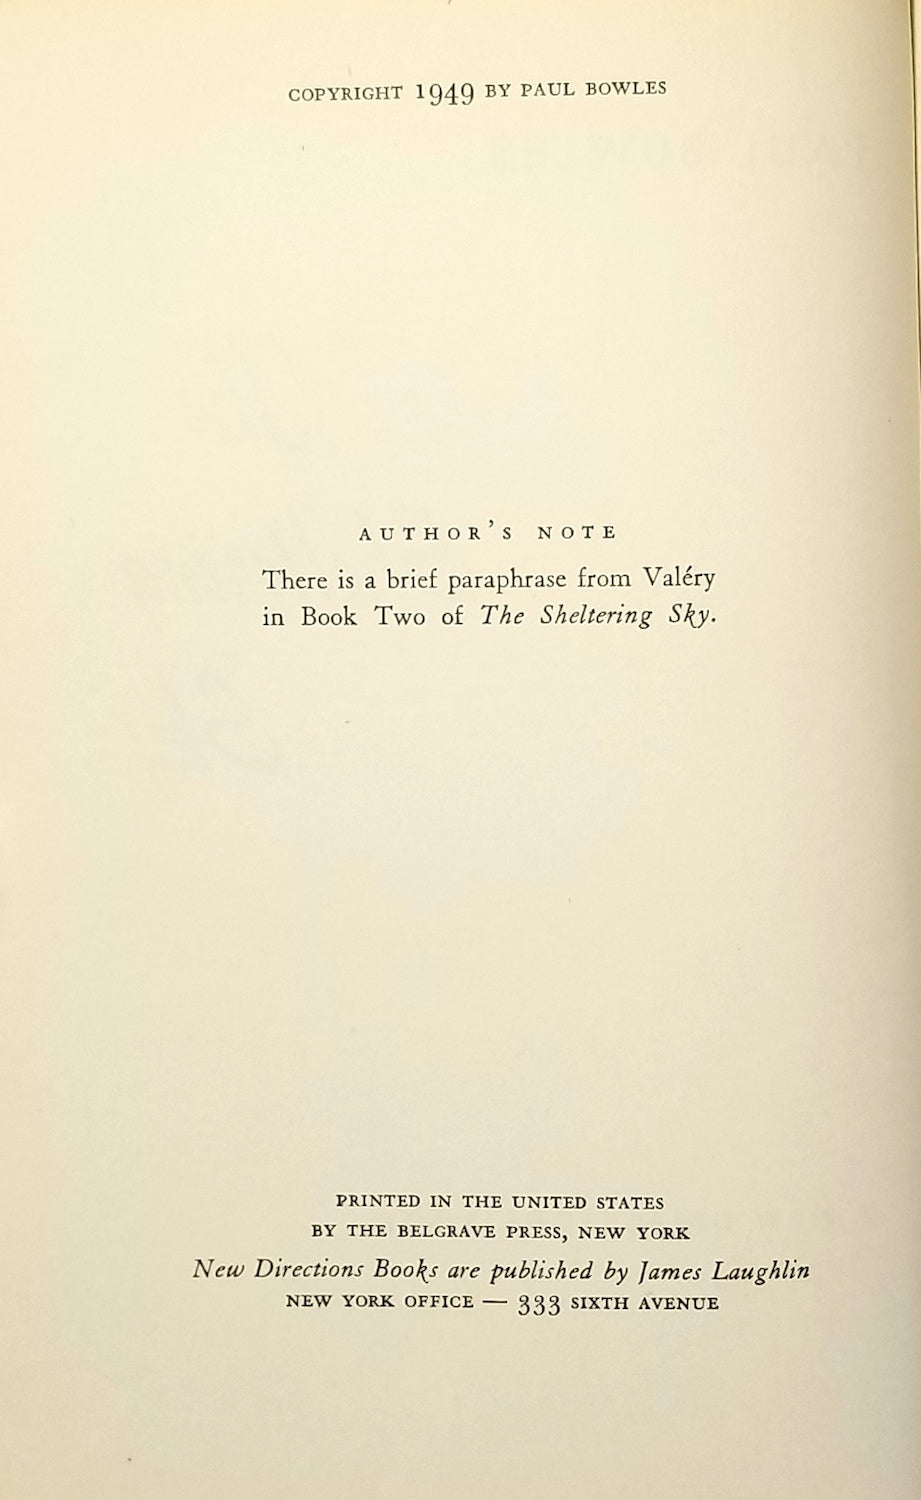 COPYRIGHT 1949 BY PAUL BOWLES
AUTHOR'S NOTE
There is a brief paraphrase from Valéry
in Book Two of The Sheltering Sky.
PRINTED IN THE UNITED STATES
BY THE BELGRAVE PRESS, NEW YORK
New Directions Books are published by James Laughlin
NEW YORK OFFICE — 333 SIXTH AVENUE